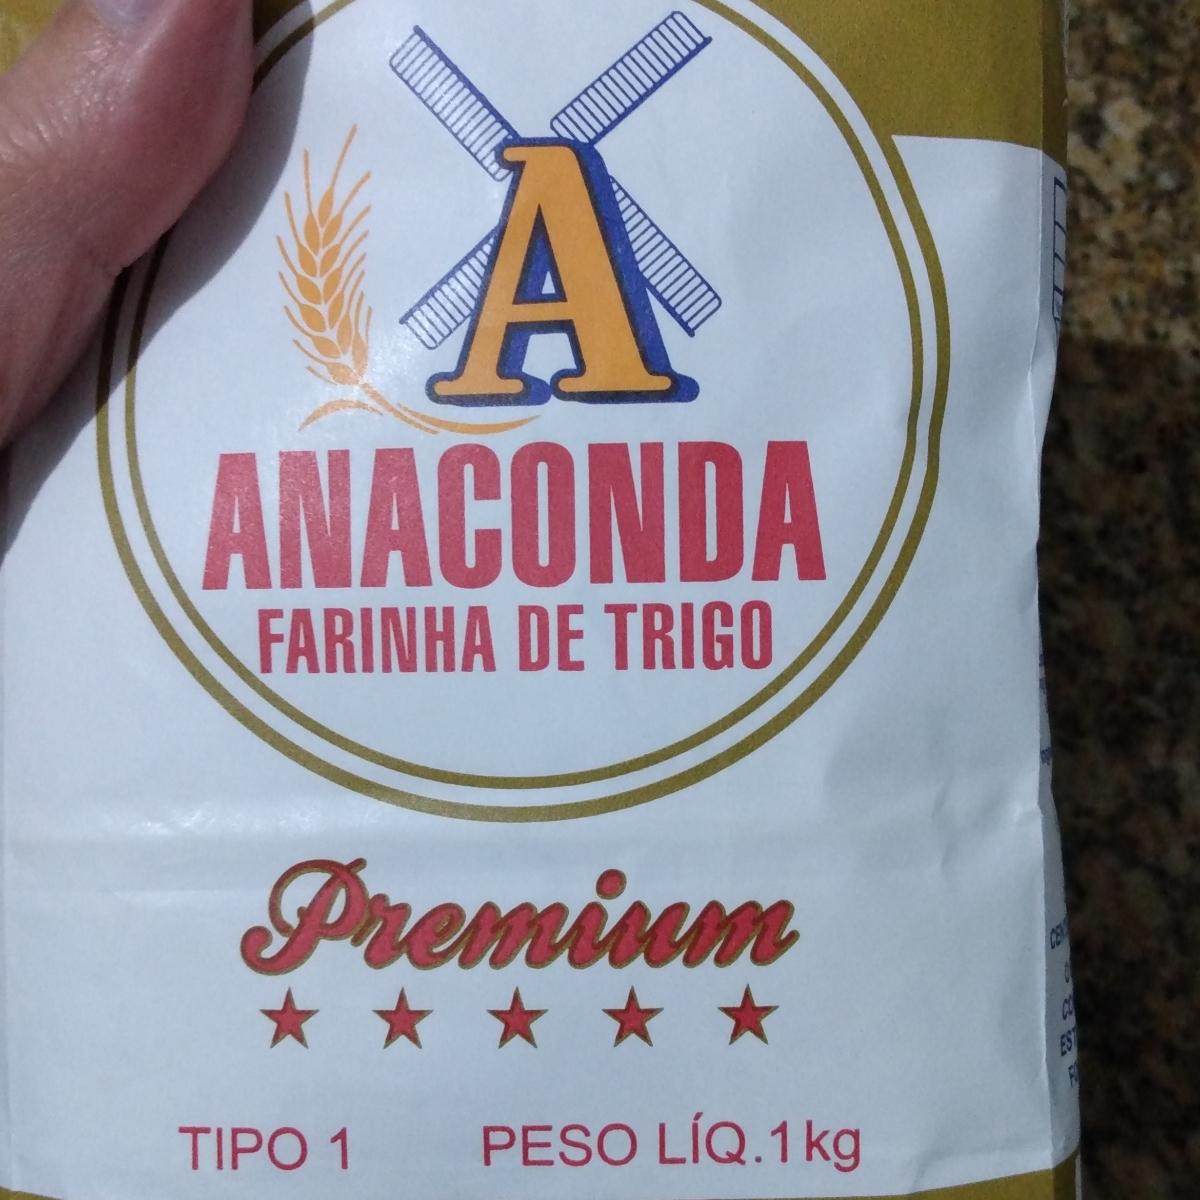 A
ANACONDA
FARINHA DE TRIGO
Premium
TIPO 1 PESO LÍQ.1kg